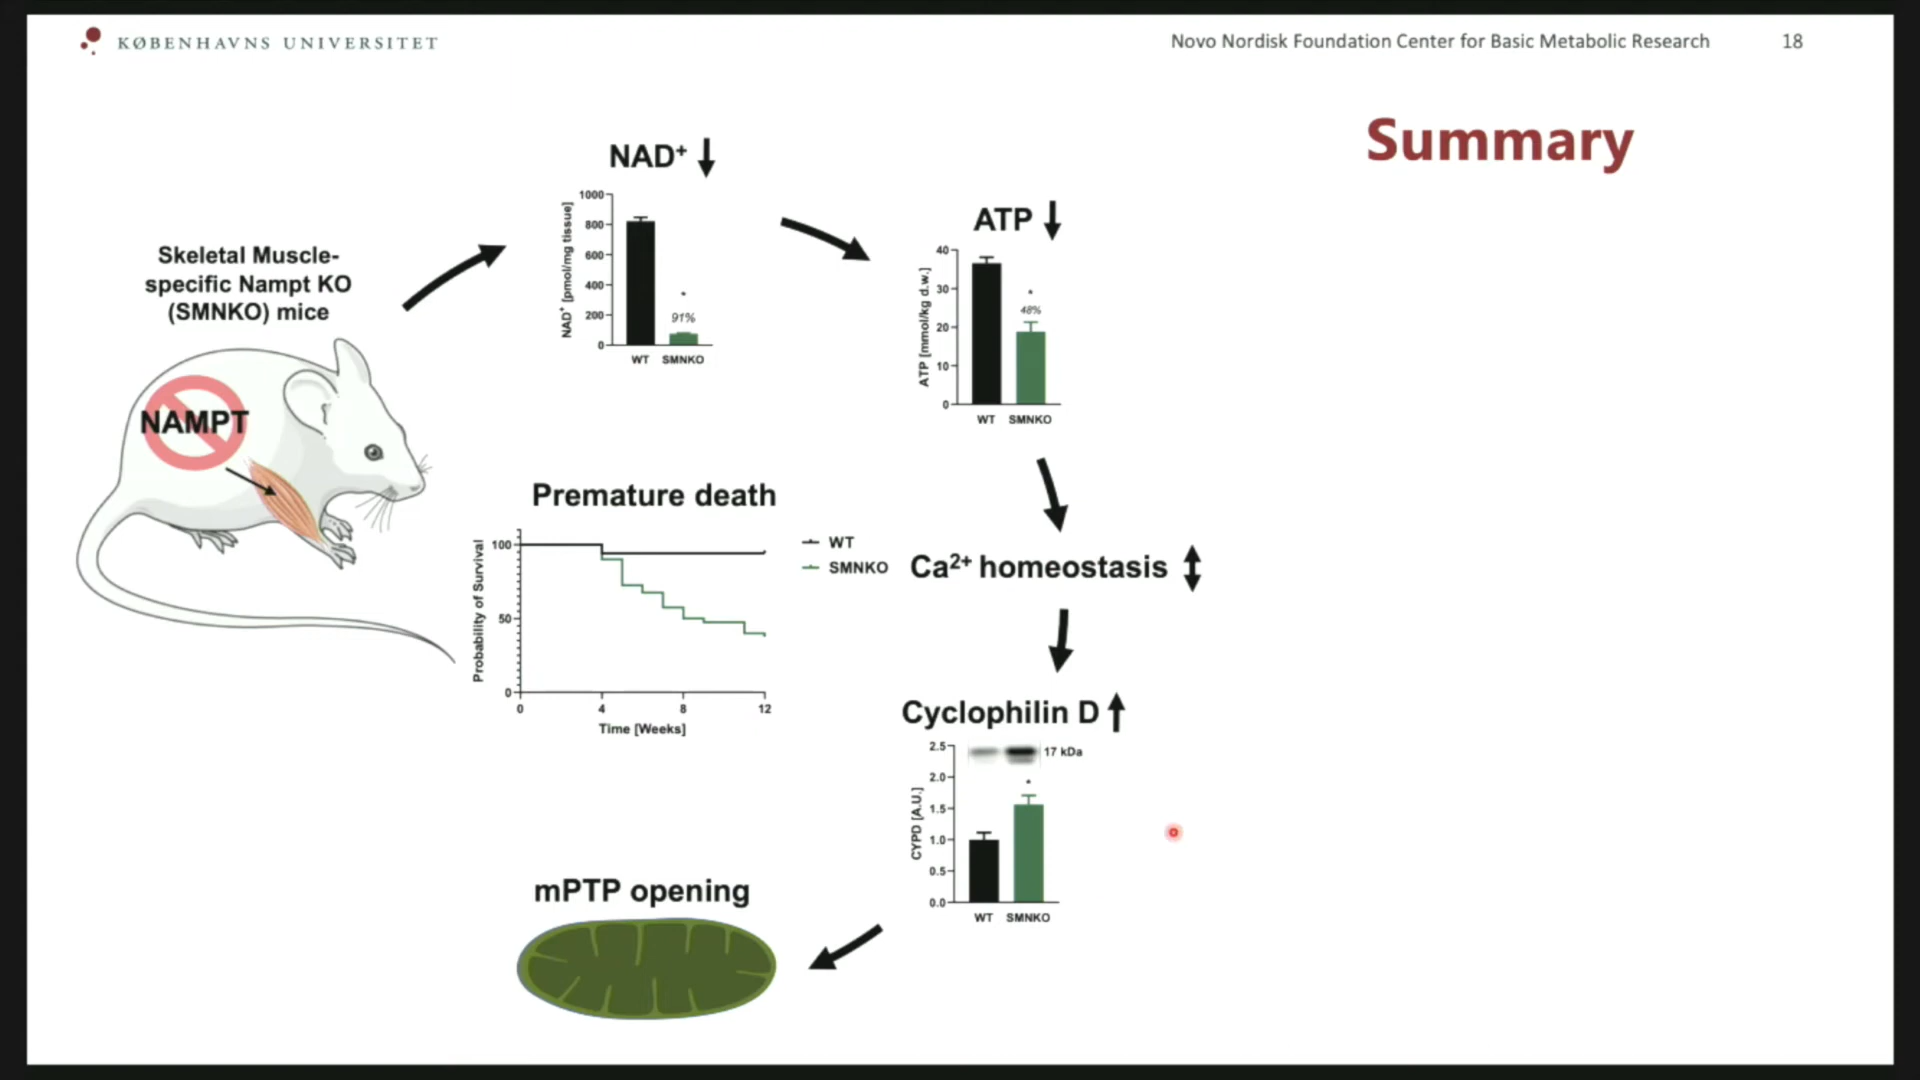 KØBENHAVNS UNIVERSITET
Novo Nordisk Foundation Center for Basic Metabolic Research
18
Summary
Skeletal Muscle-
specific Nampt KO
(SMNKO) mice
NAMPT
NAD⁺
1000
800
600
400
200
0
NAD⁺ [pmol/mg tissue]
*
91%
WT SMNKO
ATP
40
30
20
10
0
ATP [mmol/kg d.w.]
*
48%
WT SMNKO
Premature death
100
50
0
Probability of Survival
0 4 8 12
Time [Weeks]
WT
SMNKO
Ca²⁺ homeostasis
Cyclophilin D
2.5
2.0
1.5
1.0
0.5
0.0
CYPD [A.U.]
17 kDa
*
WT SMNKO
mPTP opening